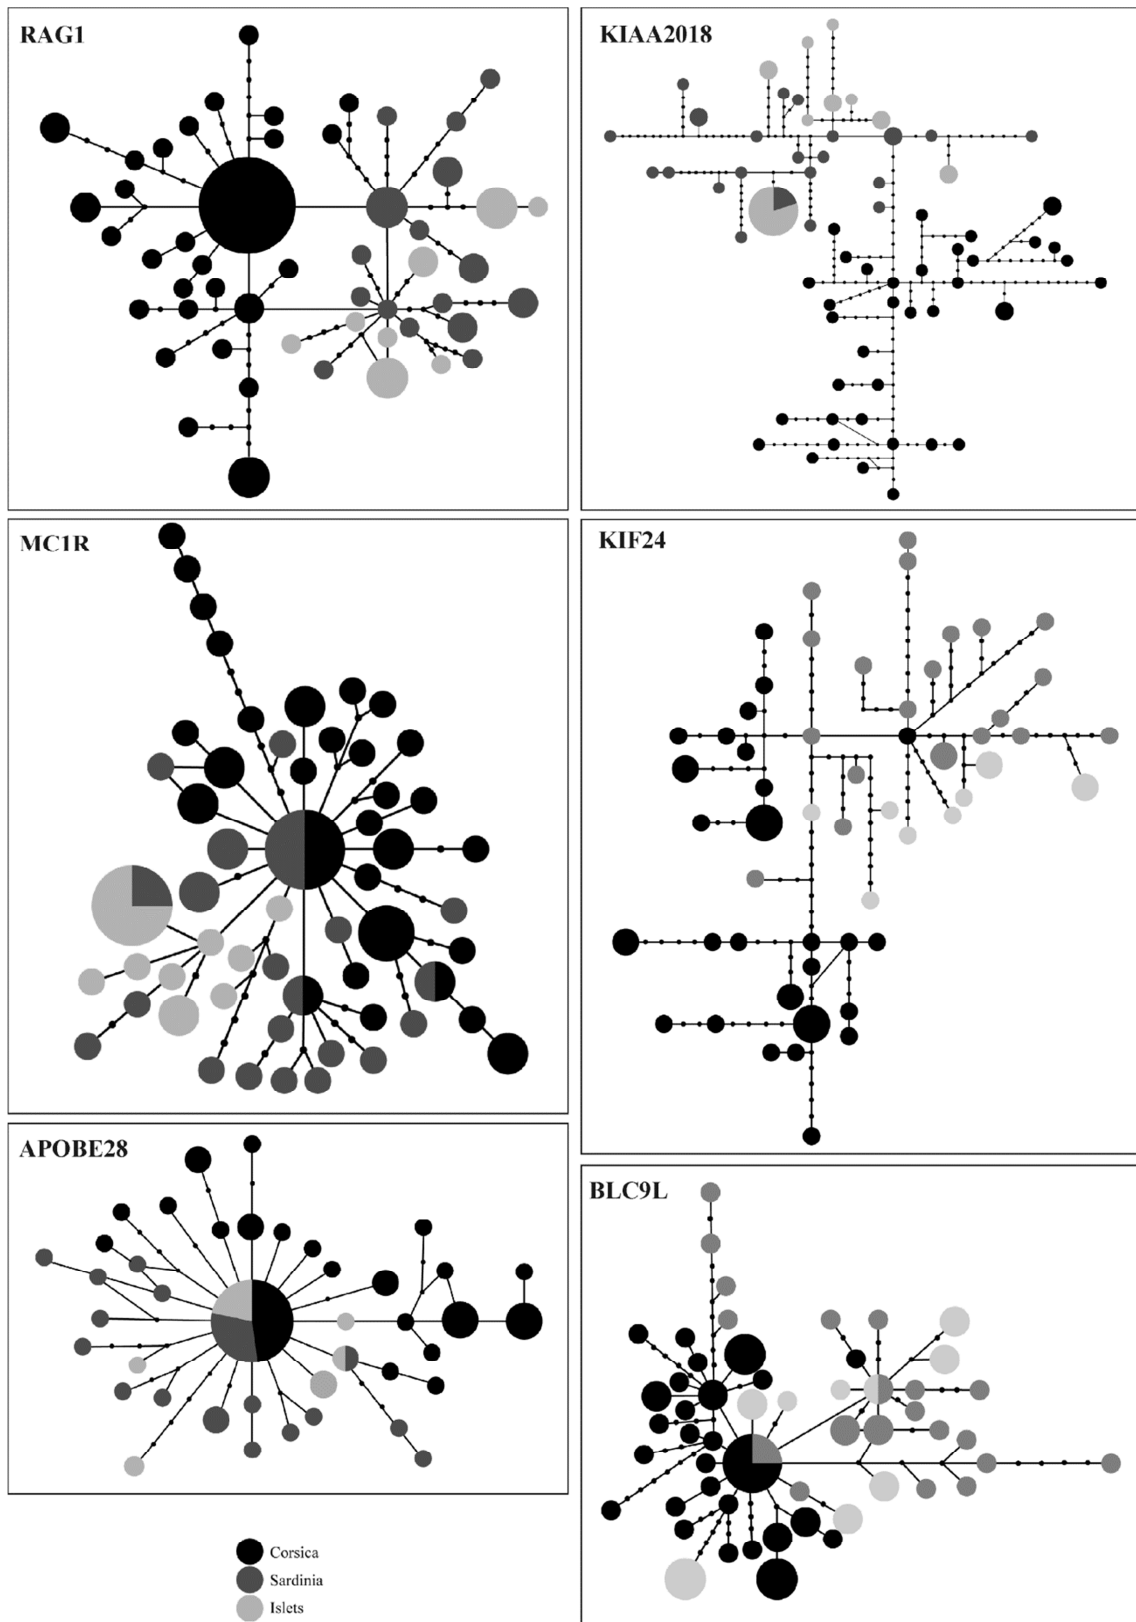 RAG1
KIAA2018
MC1R
KIF24
APOBE28
BLC9L
Corsica
Sardinia
Islets